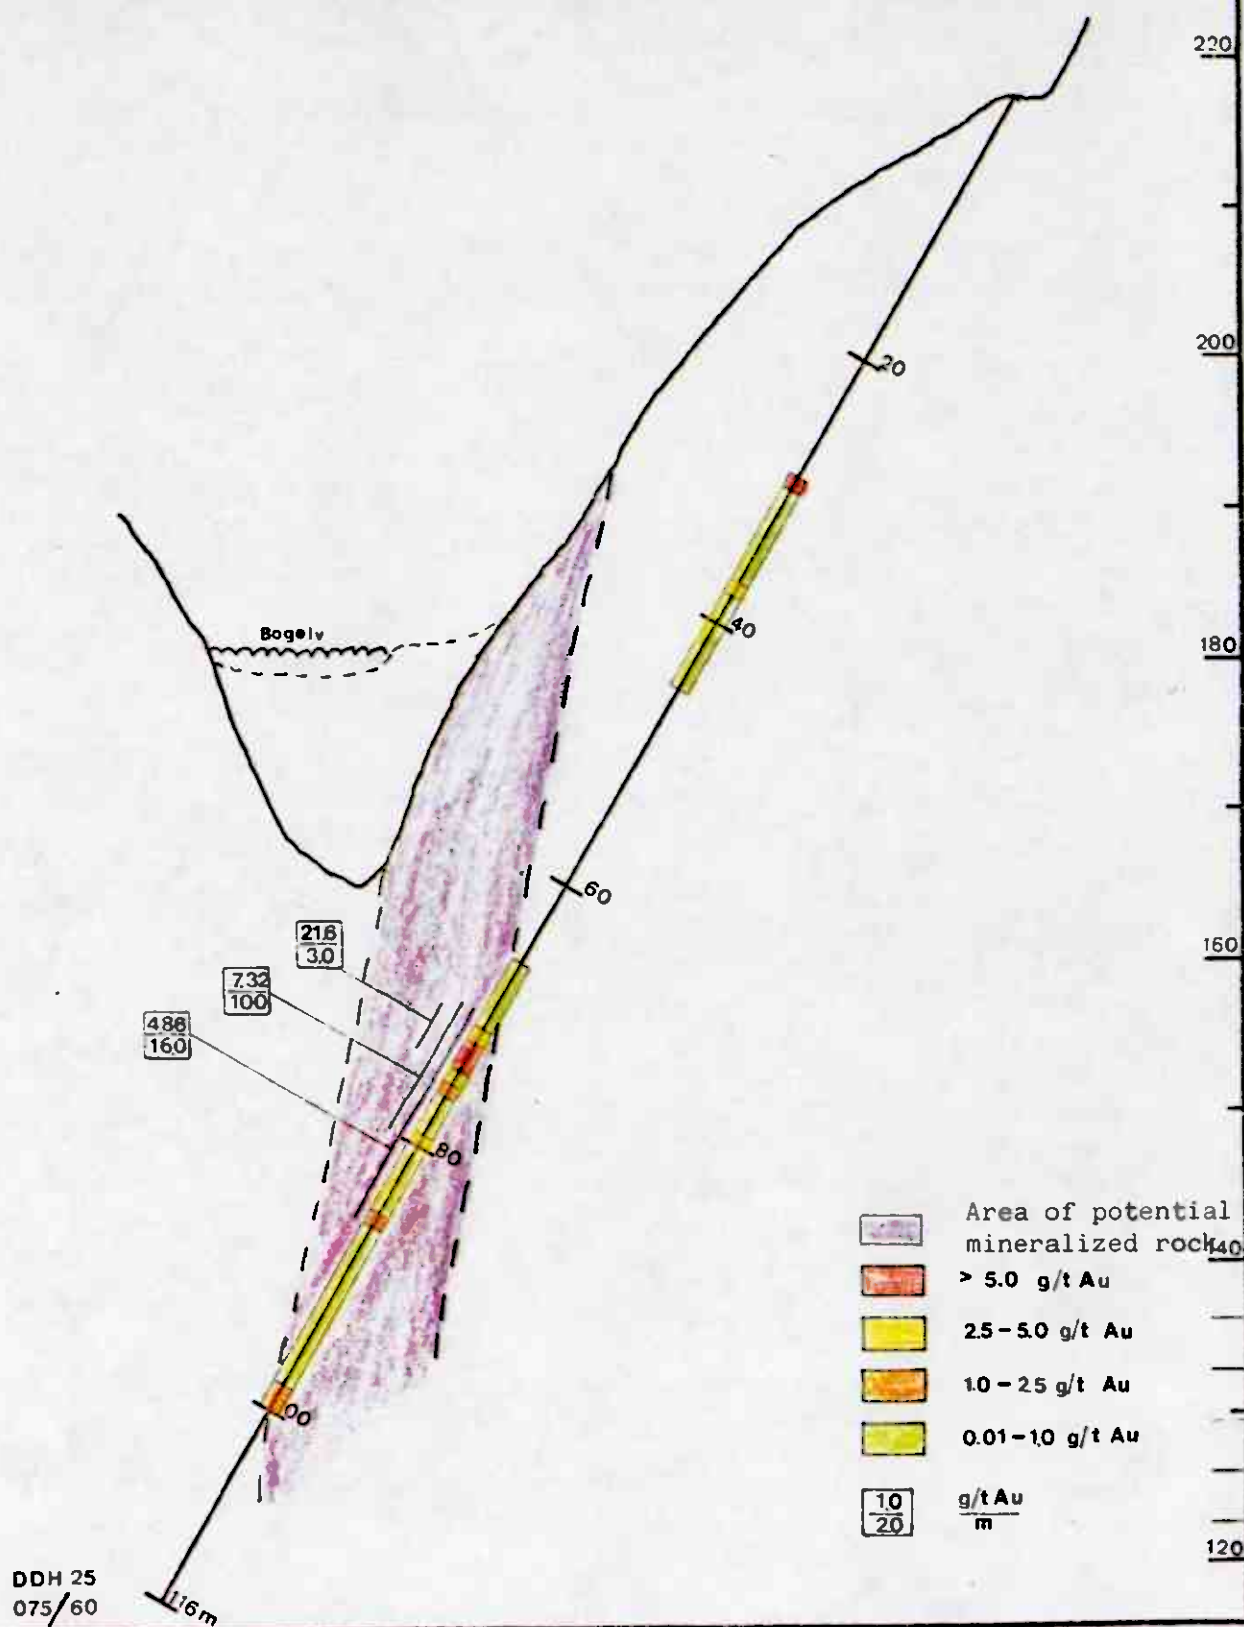 220
200
20
40
Bogelv
180
60
160
21.6
3.0
7.32
10.0
4.86
16.0
80
Area of potential
mineralized rock
140
> 5.0 g/t Au
2.5 - 5.0 g/t Au
1.0 - 2.5 g/t Au
0.01 - 1.0 g/t Au
00
1.0
2.0
g/t Au
m
120
DDH 25
075/60
116 m